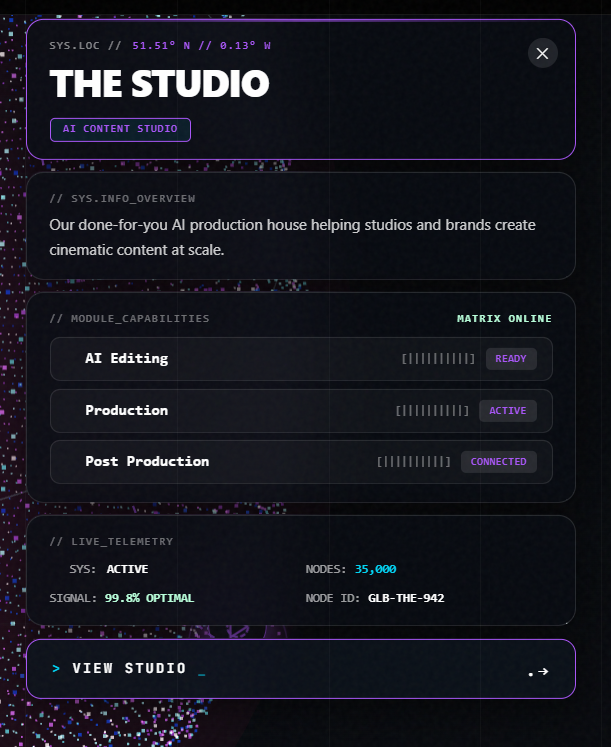 SYS.LOC // 51.51° N // 0.13° W
THE STUDIO
AI CONTENT STUDIO
// SYS.INFO_OVERVIEW
Our done-for-you AI production house helping studios and brands create
cinematic content at scale.
// MODULE_CAPABILITIES MATRIX ONLINE
AI Editing [||||||||||] READY
Production [||||||||||] ACTIVE
Post Production [||||||||||] CONNECTED
// LIVE_TELEMETRY
SYS: ACTIVE NODES: 35,000
SIGNAL: 99.8% OPTIMAL NODE ID: GLB-THE-942
> VIEW STUDIO _ .→